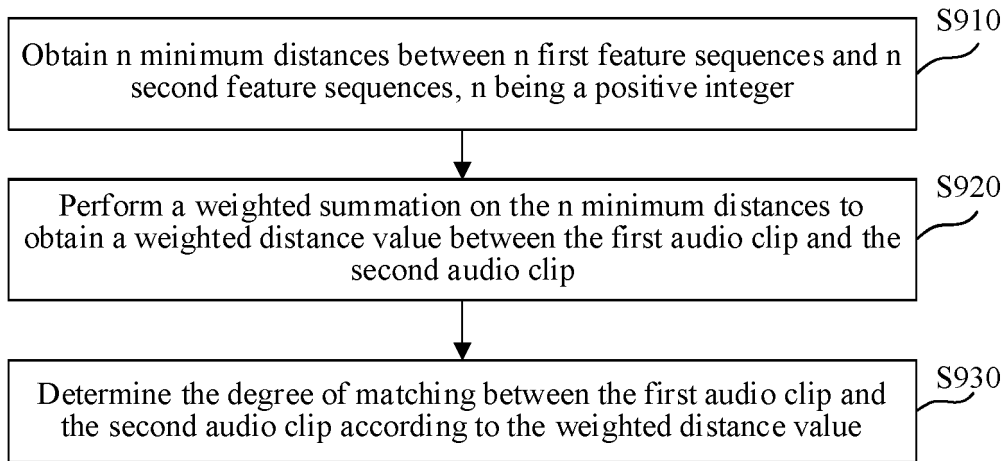 S910
Obtain n minimum distances between n first feature sequences and n
second feature sequences, n being a positive integer
S920
Perform a weighted summation on the n minimum distances to
obtain a weighted distance value between the first audio clip and the
second audio clip
S930
Determine the degree of matching between the first audio clip and
the second audio clip according to the weighted distance value